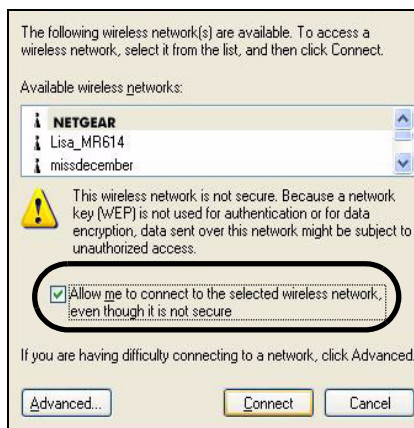 The following wireless network(s) are available. To access a
wireless network, select it from the list, and then click Connect.
Available wireless networks:
NETGEAR
Lisa_MR614
missdecember
This wireless network is not secure. Because a network
key (WEP) is not used for authentication or for data
encryption, data sent over this network might be subject to
unauthorized access.
Allow me to connect to the selected wireless network,
even though it is not secure
If you are having difficulty connecting to a network, click Advanced.
Advanced...
Connect
Cancel